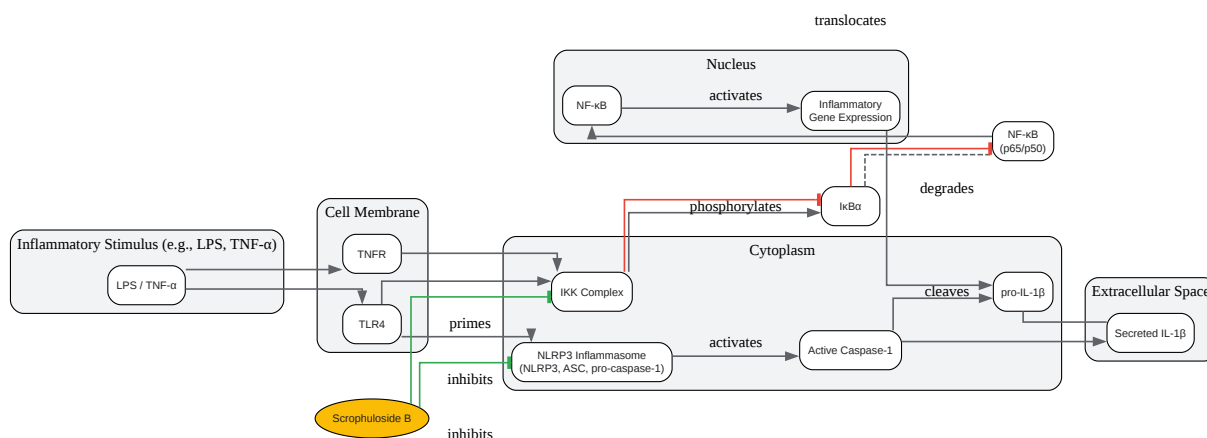 translocates
Nucleus
NF-κB
activates
Inflammatory
Gene Expression
NF-κB
(p65/p50)
degrades
IκBα
phosphorylates
Cell Membrane
TNFR
TLR4
Inflammatory Stimulus (e.g., LPS, TNF-α)
LPS / TNF-α
Cytoplasm
IKK Complex
primes
NLRP3 Inflammasome
(NLRP3, ASC, pro-caspase-1)
activates
Active Caspase-1
cleaves
pro-IL-1β
Extracellular Space
Secreted IL-1β
inhibits
Scrophuloside B
inhibits